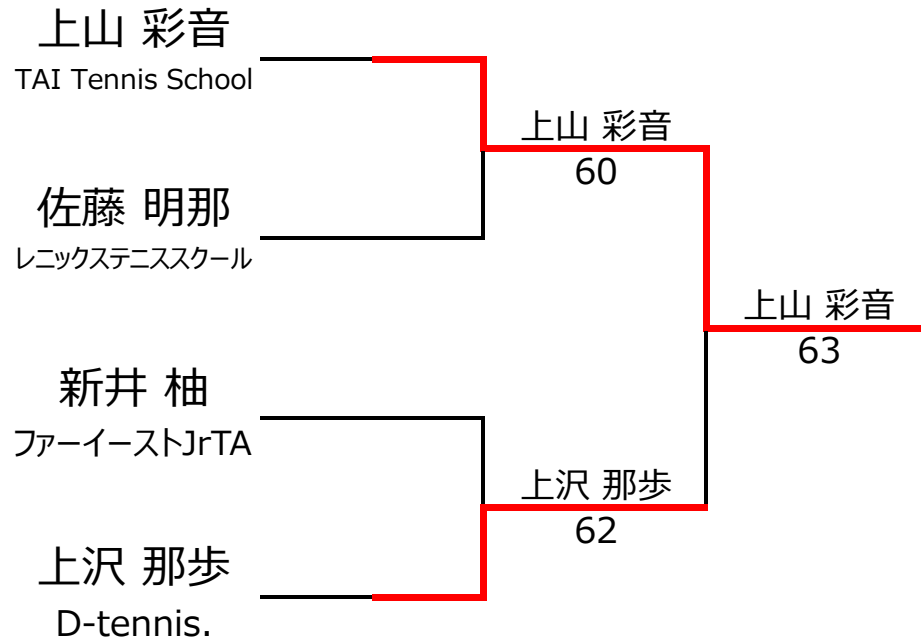 上山 彩音
TAI Tennis School
佐藤 明那
レニックステニススクール
新井 柚
ファーイーストJrTA
上沢 那歩
D-tennis.
上山 彩音
60
上沢 那歩
62
上山 彩音
63